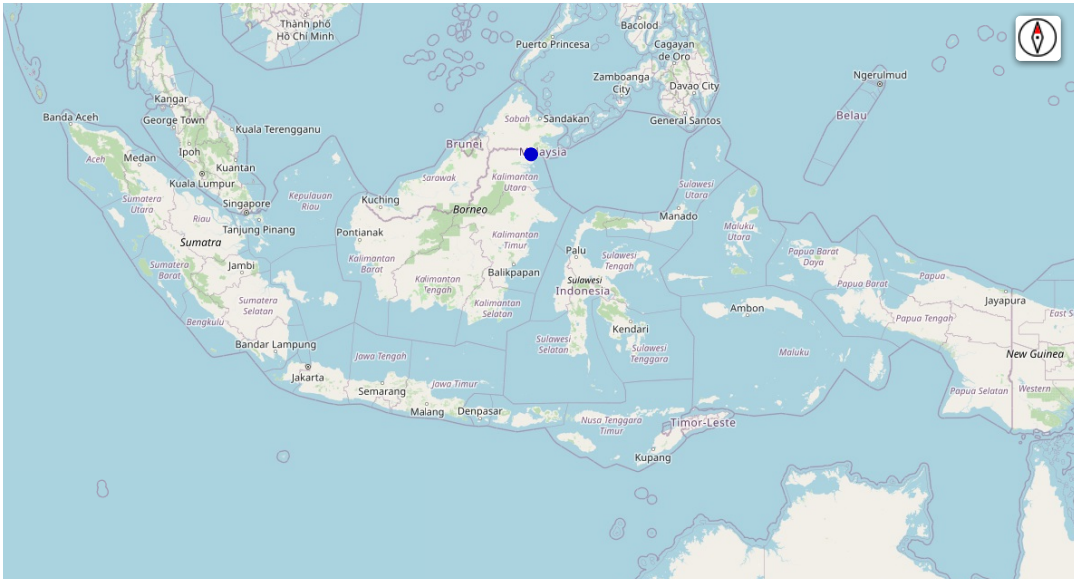 Thành phố
Hồ Chí Minh
Bacolod
Puerto Princesa
Cagayan
de Oro
Zamboanga
City
Davao City
Ngerulmud
Kangar
Banda Aceh
George Town
Kuala Terengganu
Sabah
Sandakan
General Santos
Belau
Brunei
Malaysia
Aceh
Medan
Ipoh
Kuantan
Kuala Lumpur
Sarawak
Kalimantan
Utara
Sulawesi
Utara
Sumatera
Utara
Riau
Singapore
Kepulauan
Riau
Kuching
Borneo
Manado
Maluku
Utara
Tanjung Pinang
Pontianak
Sumatra
Kalimantan
Timur
Palu
Sulawesi
Tengah
Papua Barat
Daya
Sumatera
Barat
Jambi
Kalimantan
Barat
Balikpapan
Kalimantan
Tengah
Sulawesi
Indonesia
Papua Barat
Papua
Jayapura
Sumatera
Selatan
Kalimantan
Selatan
Ambon
Papua Tengah
East S
Bengkulu
Kendari
Bandar Lampung
Jawa Tengah
Sulawesi
Selatan
Sulawesi
Tenggara
Maluku
New Guinea
Jakarta
Semarang
Jawa Timur
Papua Selatan
Western
Malang
Denpasar
Nusa Tenggara
Timur
Timor-Leste
Kupang